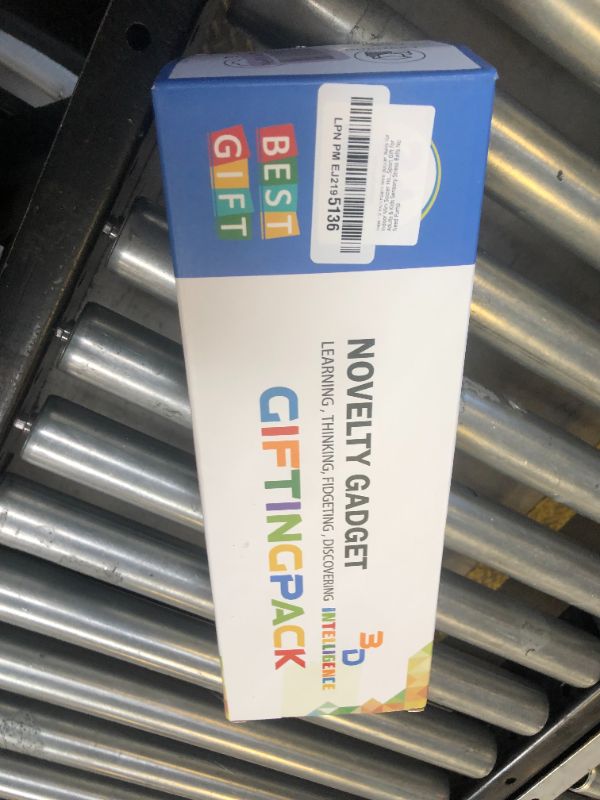 BEST
GIFT
LPN PM EJ2195136
NOVELTY GADGET
LEARNING , THINKING, FIDGETING , DISCOVERING INTELLIGENCE
3D
GIFTINGPACK